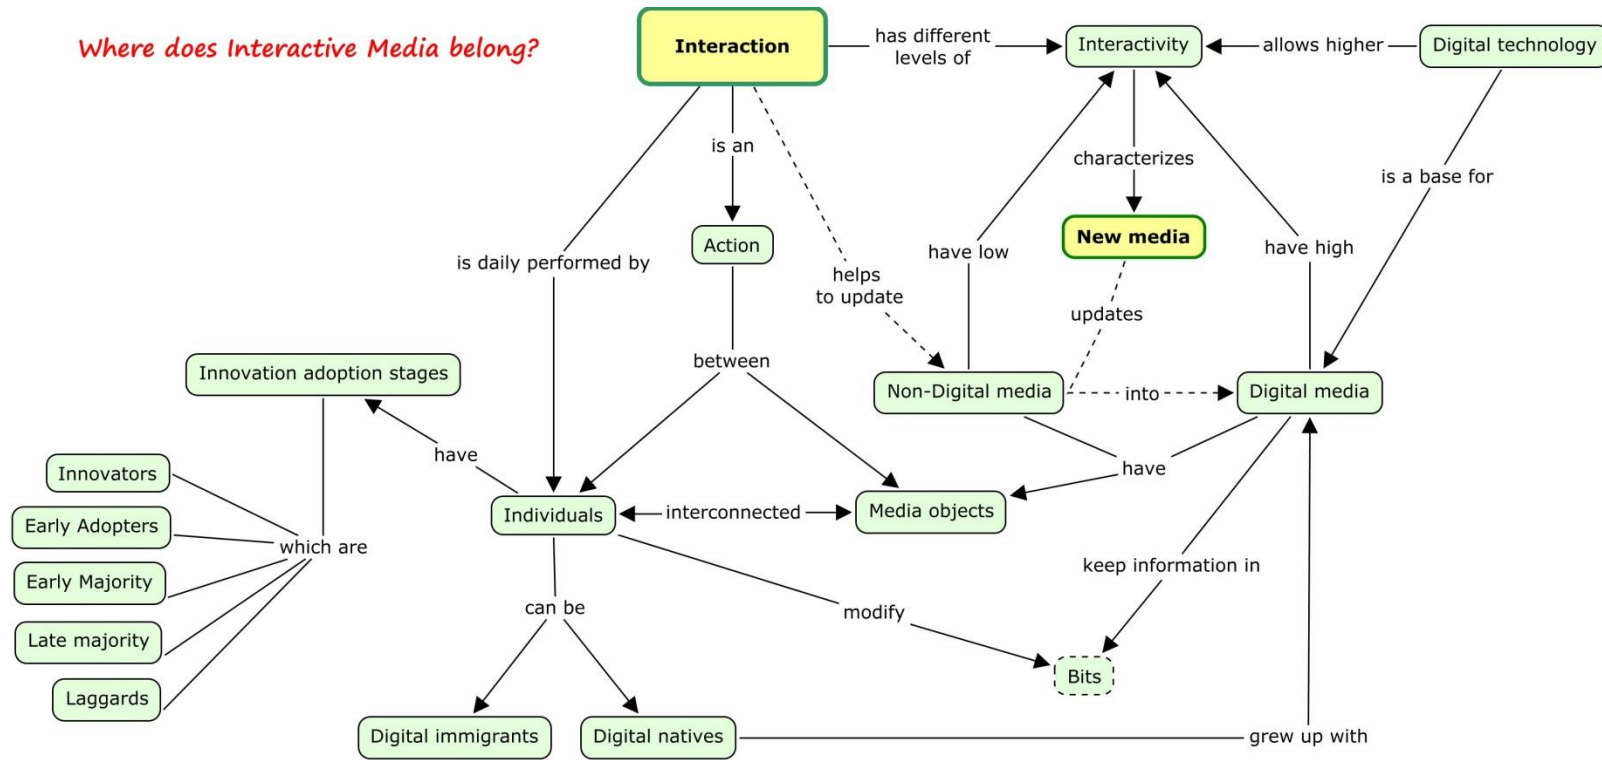 Where does Interactive Media belong?
Interaction
has different
levels of
Interactivity
allows higher
Digital technology
is an
characterizes
is a base for
Action
New media
is daily performed by
helps
to update
have low
have high
updates
between
Innovation adoption stages
Non-Digital media
into
Digital media
have
have
Innovators
Early Adopters
Early Majority
Late majority
Laggards
which are
Individuals
interconnected
Media objects
keep information in
can be
modify
Bits
Digital immigrants
Digital natives
grew up with